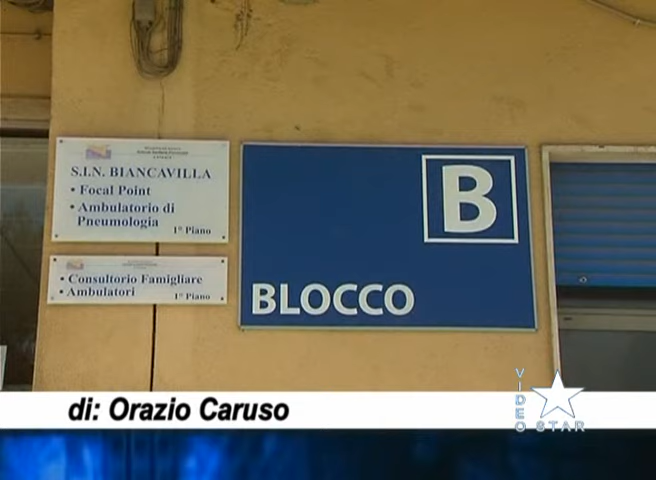 S.I.N. BIANCAVILLA
• Focal Point
• Ambulatorio di
Pneumologia
1° Piano
• Consultorio Famigliare
• Ambulatori
1° Piano
B
BLOCCO
di: Orazio Caruso
VIDEO
STAR